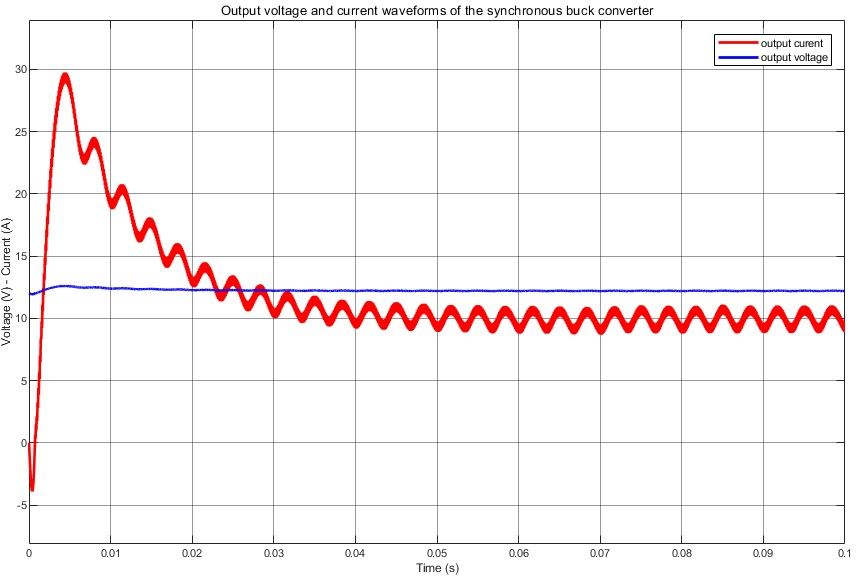 Output voltage and current waveforms of the synchronous buck converter
output curent
output voltage
Voltage (V) - Current (A)
30
25
20
15
10
5
0
-5
0 0.01 0.02 0.03 0.04 0.05 0.06 0.07 0.08 0.09 0.1
Time (s)